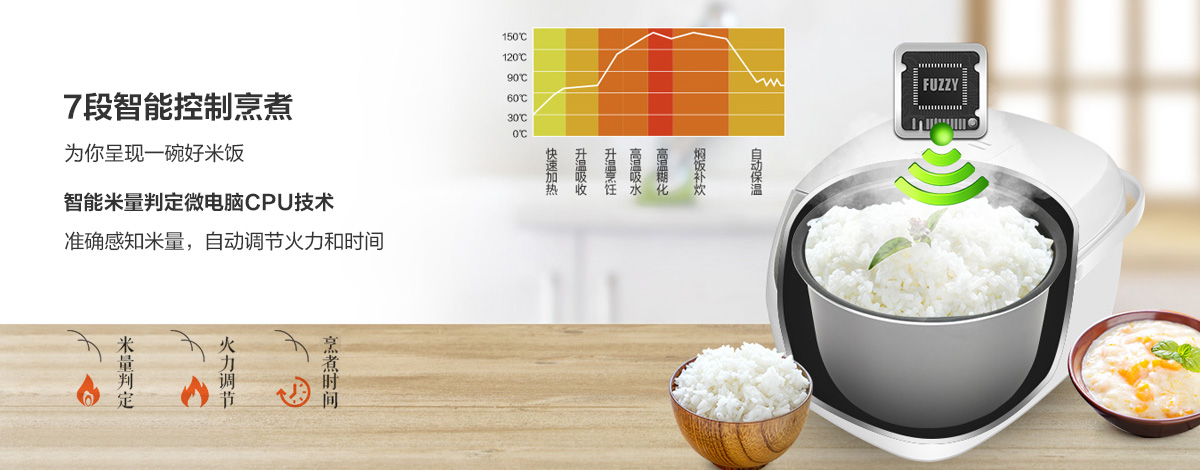 7段智能控制烹煮
为你呈现一碗好米饭
智能米量判定微电脑CPU技术
准确感知米量，自动调节火力和时间
150℃
120℃
90℃
60℃
30℃
0℃
快速加热
升温吸收
升温烹饪
高温吸水
高温糊化
焖饭补炊
自动保温
FUZZY
米量判定
火力调节
烹煮时间